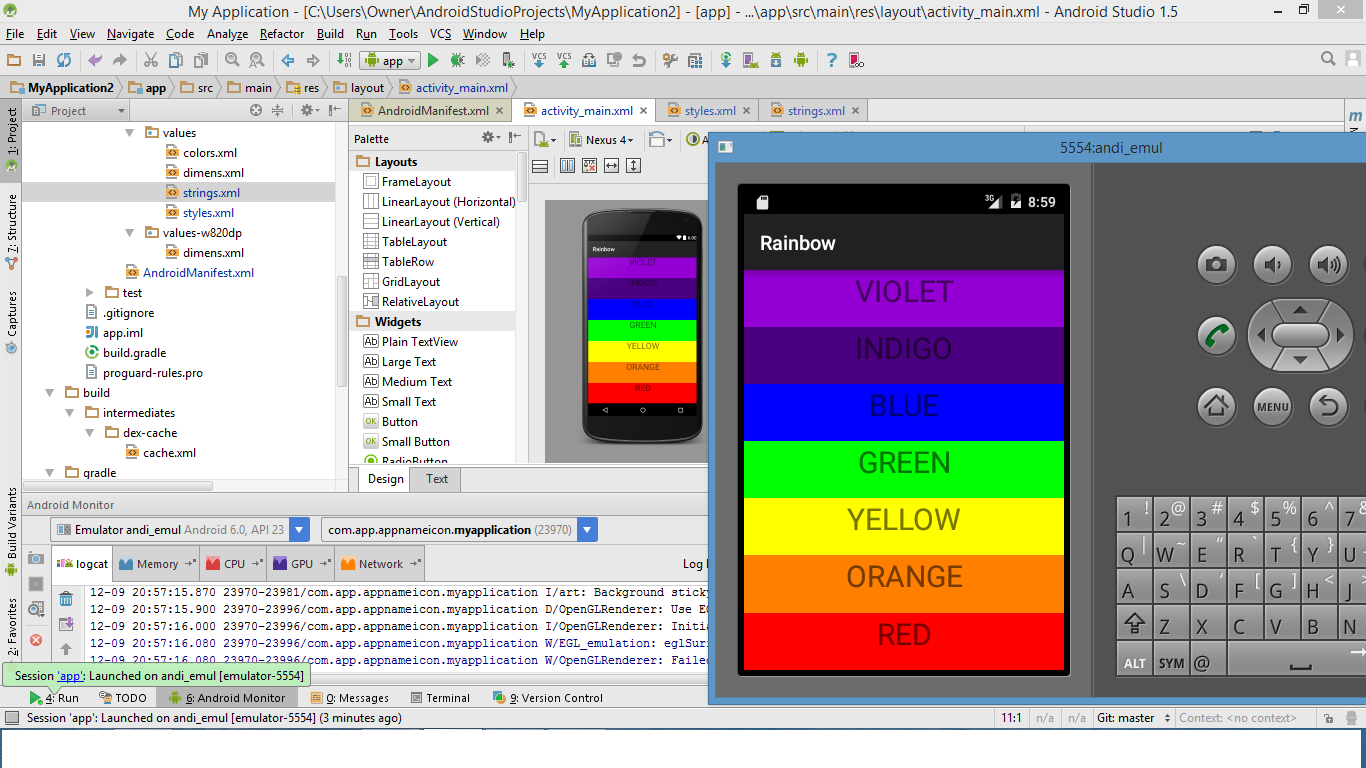 My Application - [C:\Users\Owner\AndroidStudioProjects\MyApplication2] - [app] - ...\app\src\main\res\layout\activity_main.xml - Android Studio 1.5
File Edit View Navigate Code Analyze Refactor Build Run Tools VCS Window Help
app
VCS VCS
MyApplication2 app src main res layout activity_main.xml
1: Project
7: Structure
Captures
Build Variants
2: Favorites
Project
values
colors.xml
dimens.xml
strings.xml
styles.xml
values-w820dp
dimens.xml
AndroidManifest.xml
test
.gitignore
app.iml
build.gradle
proguard-rules.pro
build
intermediates
dex-cache
cache.xml
gradle
AndroidManifest.xml activity_main.xml styles.xml strings.xml
Palette
Layouts
FrameLayout
LinearLayout (Horizontal)
LinearLayout (Vertical)
TableLayout
TableRow
GridLayout
RelativeLayout
Widgets
Ab Plain TextView
Ab Large Text
Ab Medium Text
Ab Small Text
OK Button
OK Small Button
RadioButton
Design Text
Nexus 4
Rainbow
VIOLET
INDIGO
BLUE
GREEN
YELLOW
ORANGE
RED
5554:andi_emul
3G 8:59
Rainbow
VIOLET
INDIGO
BLUE
GREEN
YELLOW
ORANGE
RED
MENU
1 ! 2 @ 3 # 4 $ 5 % 6 ^ 7 &
Q W ~ E “ R ` T { Y } U
A S \ D ' F [ G ] H < J
Z X C V B N
ALT SYM @
Android Monitor
Emulator andi_emul Android 6.0, API 23 com.app.appnameicon.myapplication (23970)
logcat Memory CPU GPU Network Log
12-09 20:57:15.870 23970-23981/com.app.appnameicon.myapplication I/art: Background sticky
12-09 20:57:15.900 23970-23996/com.app.appnameicon.myapplication D/OpenGLRenderer: Use EG
12-09 20:57:16.000 23970-23996/com.app.appnameicon.myapplication I/OpenGLRenderer: Initia
12-09 20:57:16.080 23970-23996/com.app.appnameicon.myapplication W/EGL_emulation: eglSur
12-09 20:57:16.080 23970-23996/com.app.appnameicon.myapplication W/OpenGLRenderer: Failed
Session 'app': Launched on andi_emul [emulator-5554]
4: Run TODO 6: Android Monitor 0: Messages Terminal 9: Version Control
Session 'app': Launched on andi_emul [emulator-5554] (3 minutes ago) 11:1 n/a n/a Git: master Context: <no context>